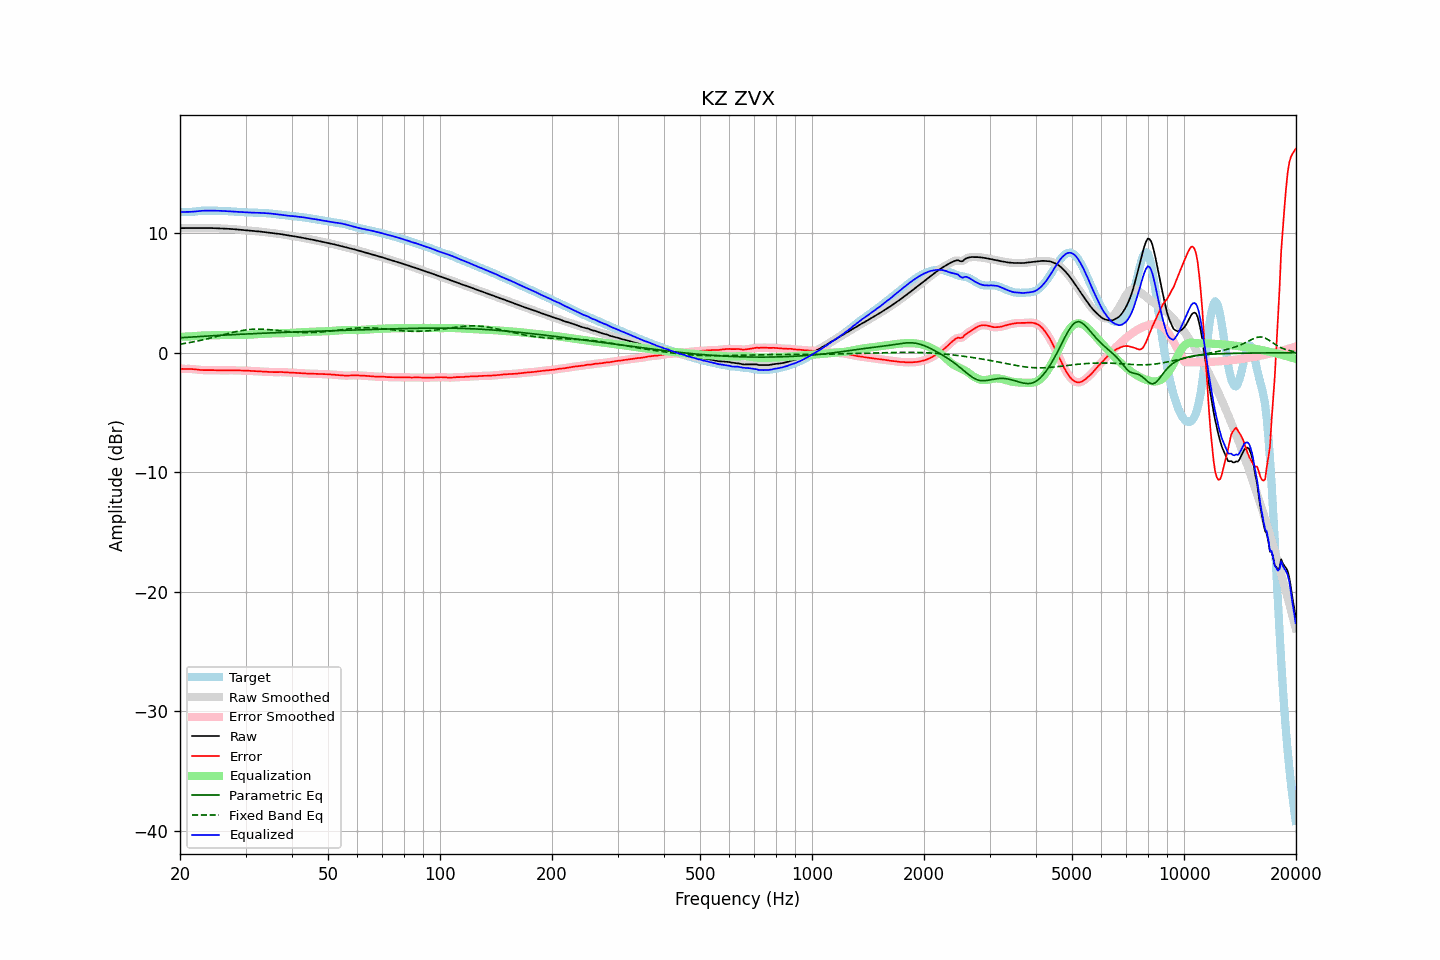 KZ ZVX
Amplitude (dBr)
10
0
−10
−20
−30
−40
Target
Raw Smoothed
Error Smoothed
Raw
Error
Equalization
Parametric Eq
Fixed Band Eq
Equalized
20 50 100 200 500 1000 2000 5000 10000 20000
Frequency (Hz)